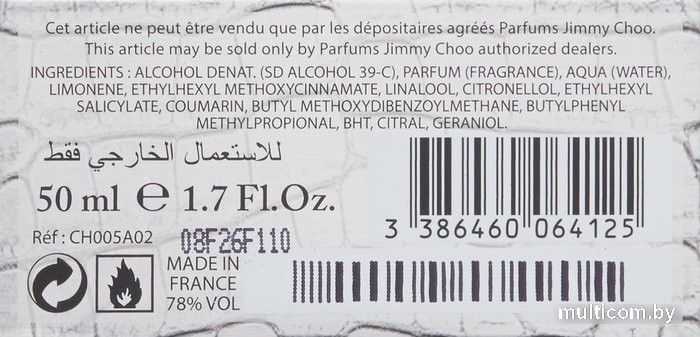 Cet article ne peut être vendu que par les dépositaires agréés Parfums Jimmy Choo.
This article may be sold only by Parfums Jimmy Choo authorized dealers.
INGREDIENTS : ALCOHOL DENAT. (SD ALCOHOL 39-C), PARFUM (FRAGRANCE), AQUA (WATER),
LIMONENE, ETHYLHEXYL METHOXYCINNAMATE, LINALOOL, CITRONELLOL, ETHYLHEXYL
SALICYLATE, COUMARIN, BUTYL METHOXYDIBENZOYLMETHANE, BUTYLPHENYL
METHYLPROPIONAL, BHT, CITRAL, GERANIOL.
للاستعمال الخارجي فقط
50 ml e 1.7 Fl.Oz.
3 386460 064125
Réf : CH005A02
08F26F110
MADE IN
FRANCE
78% VOL
multicom.by